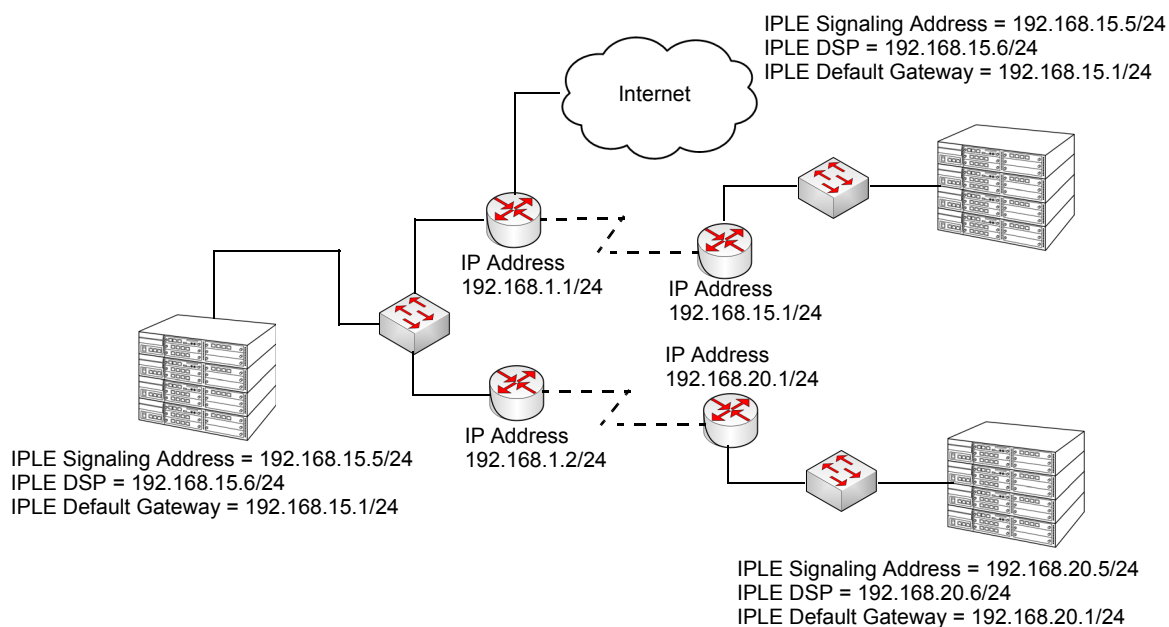 IPLE Signaling Address = 192.168.15.5/24
IPLE DSP = 192.168.15.6/24
IPLE Default Gateway = 192.168.15.1/24
Internet
IP Address
192.168.1.1/24
IP Address
192.168.15.1/24
IP Address
192.168.20.1/24
IP Address
192.168.1.2/24
IPLE Signaling Address = 192.168.15.5/24
IPLE DSP = 192.168.15.6/24
IPLE Default Gateway = 192.168.15.1/24
IPLE Signaling Address = 192.168.20.5/24
IPLE DSP = 192.168.20.6/24
IPLE Default Gateway = 192.168.20.1/24